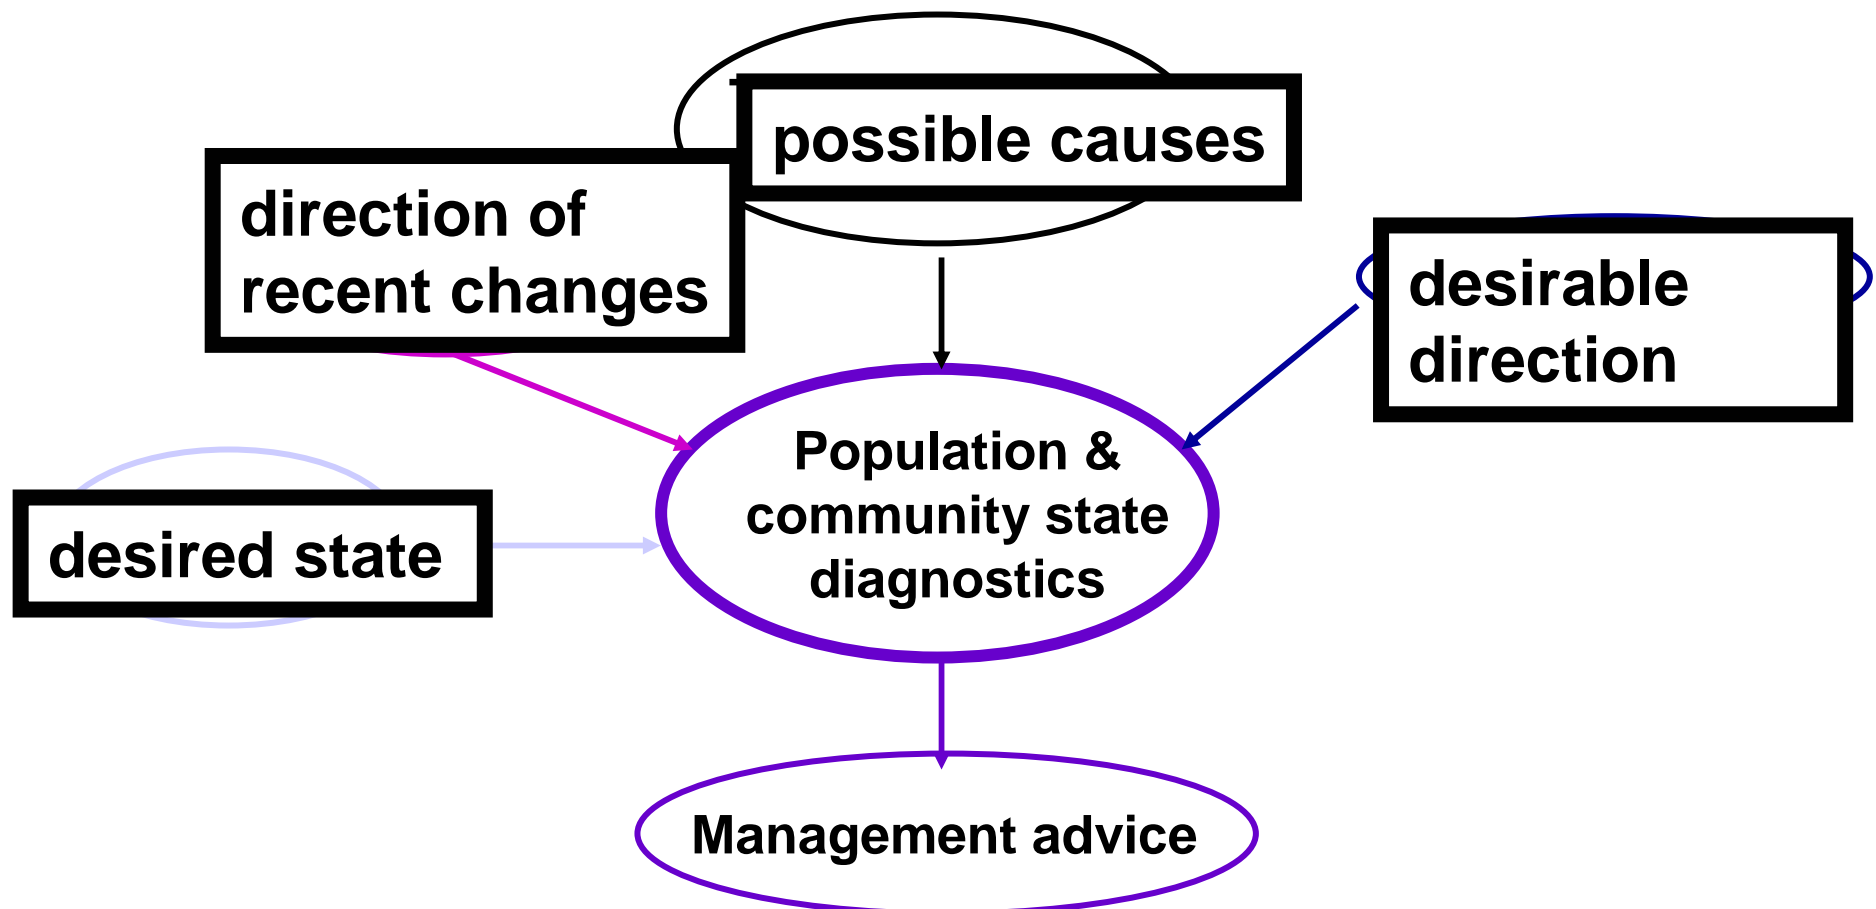 possible causes
direction of
recent changes
desirable
direction
Population &
community state
diagnostics
desired state
Management advice